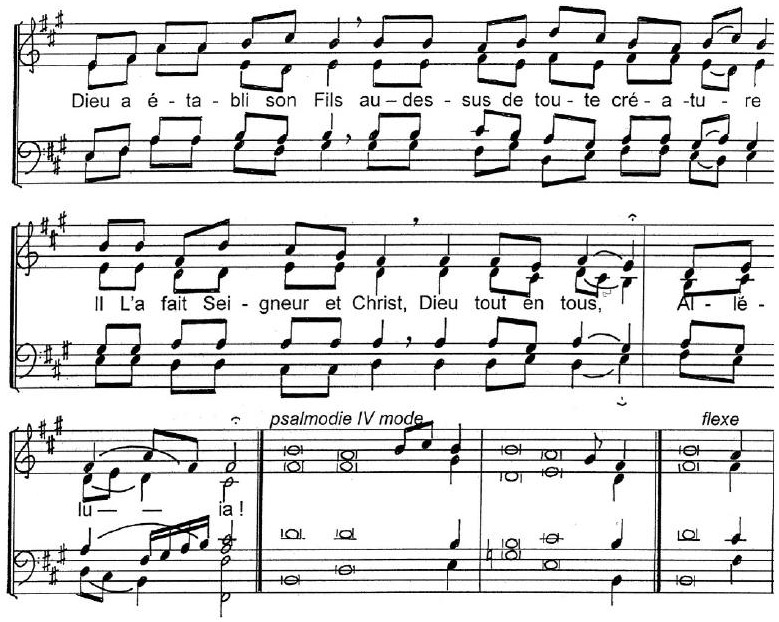 Dieu a é - ta - bli son Fils au - des - sus de tou - te cré - a - tu - re
Il L'a fait Sei - gneur et Christ, Dieu tout en tous, Al - lé -
psalmodie IV mode flexe
lu — — ia !